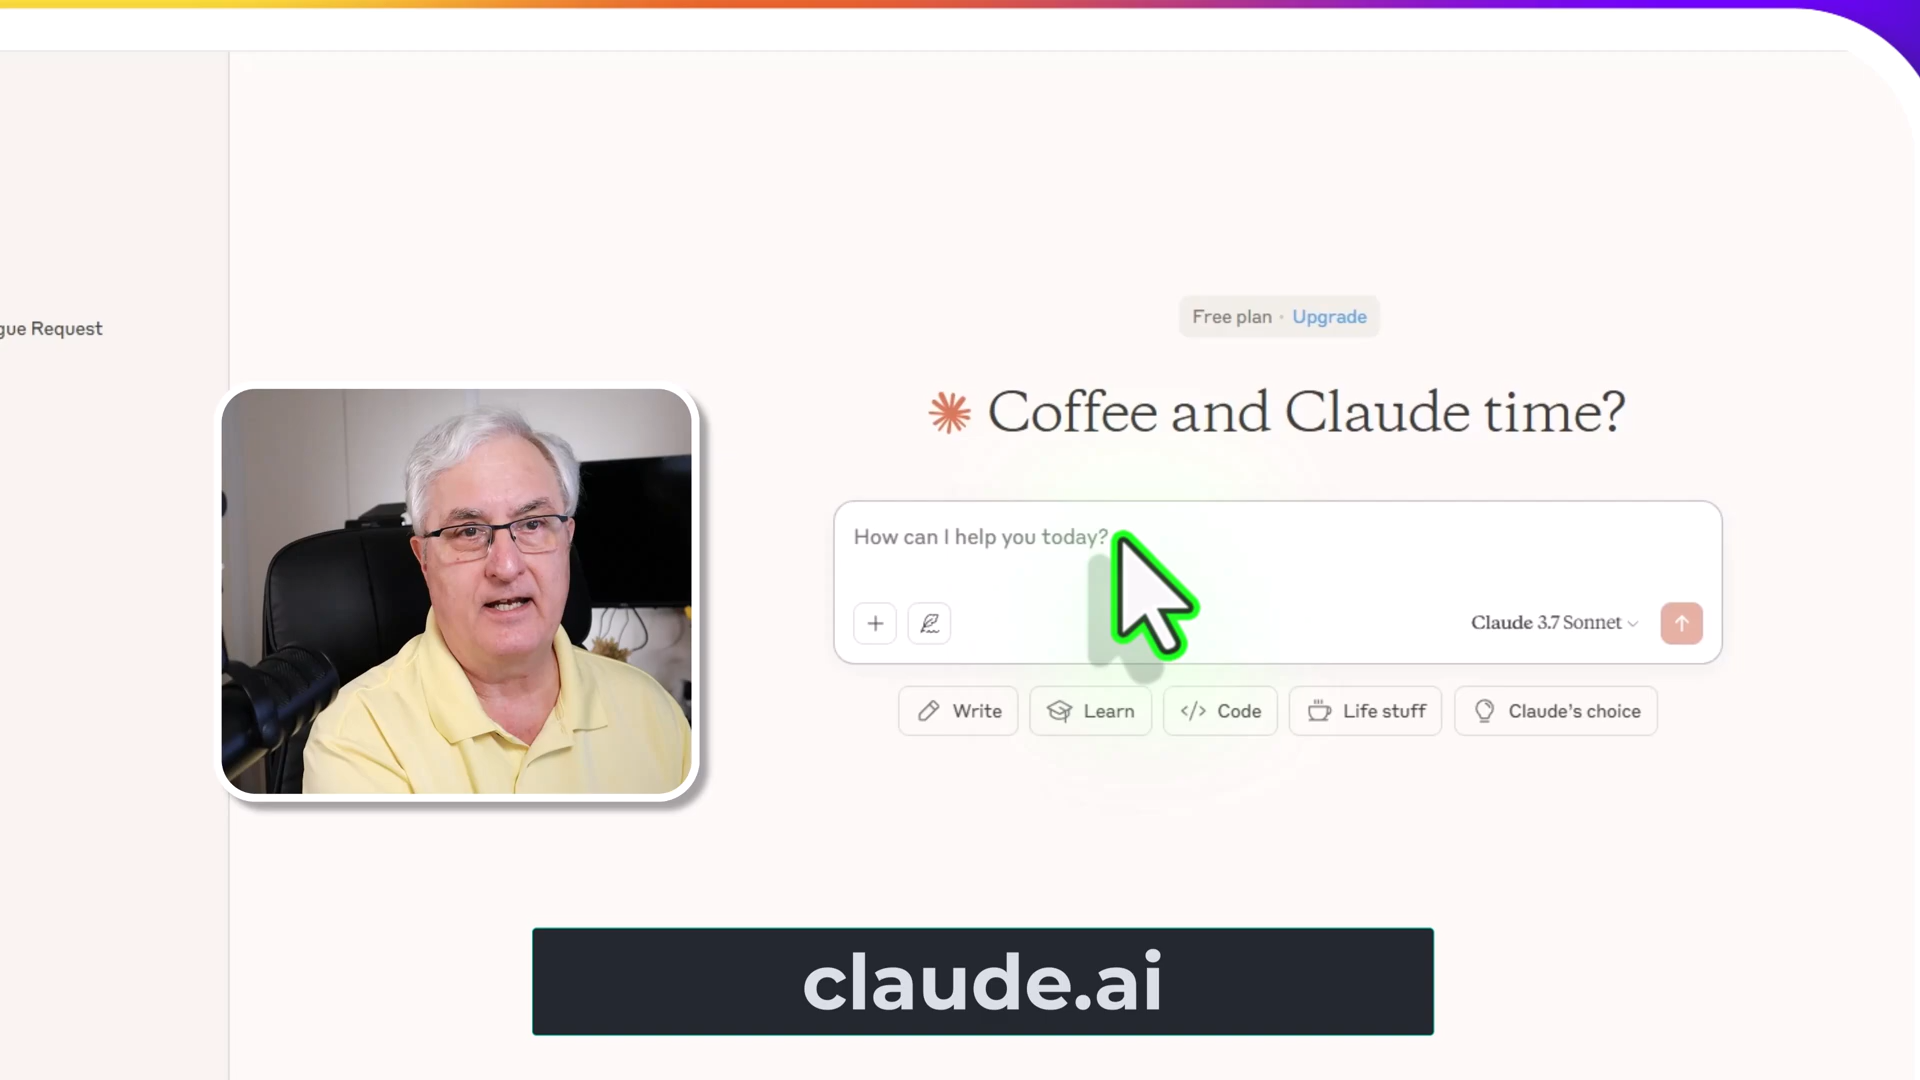 gue Request
Free plan · Upgrade
Coffee and Claude time?
How can I help you today?
Claude 3.7 Sonnet
Write
Learn
Code
Life stuff
Claude's choice
claude.ai